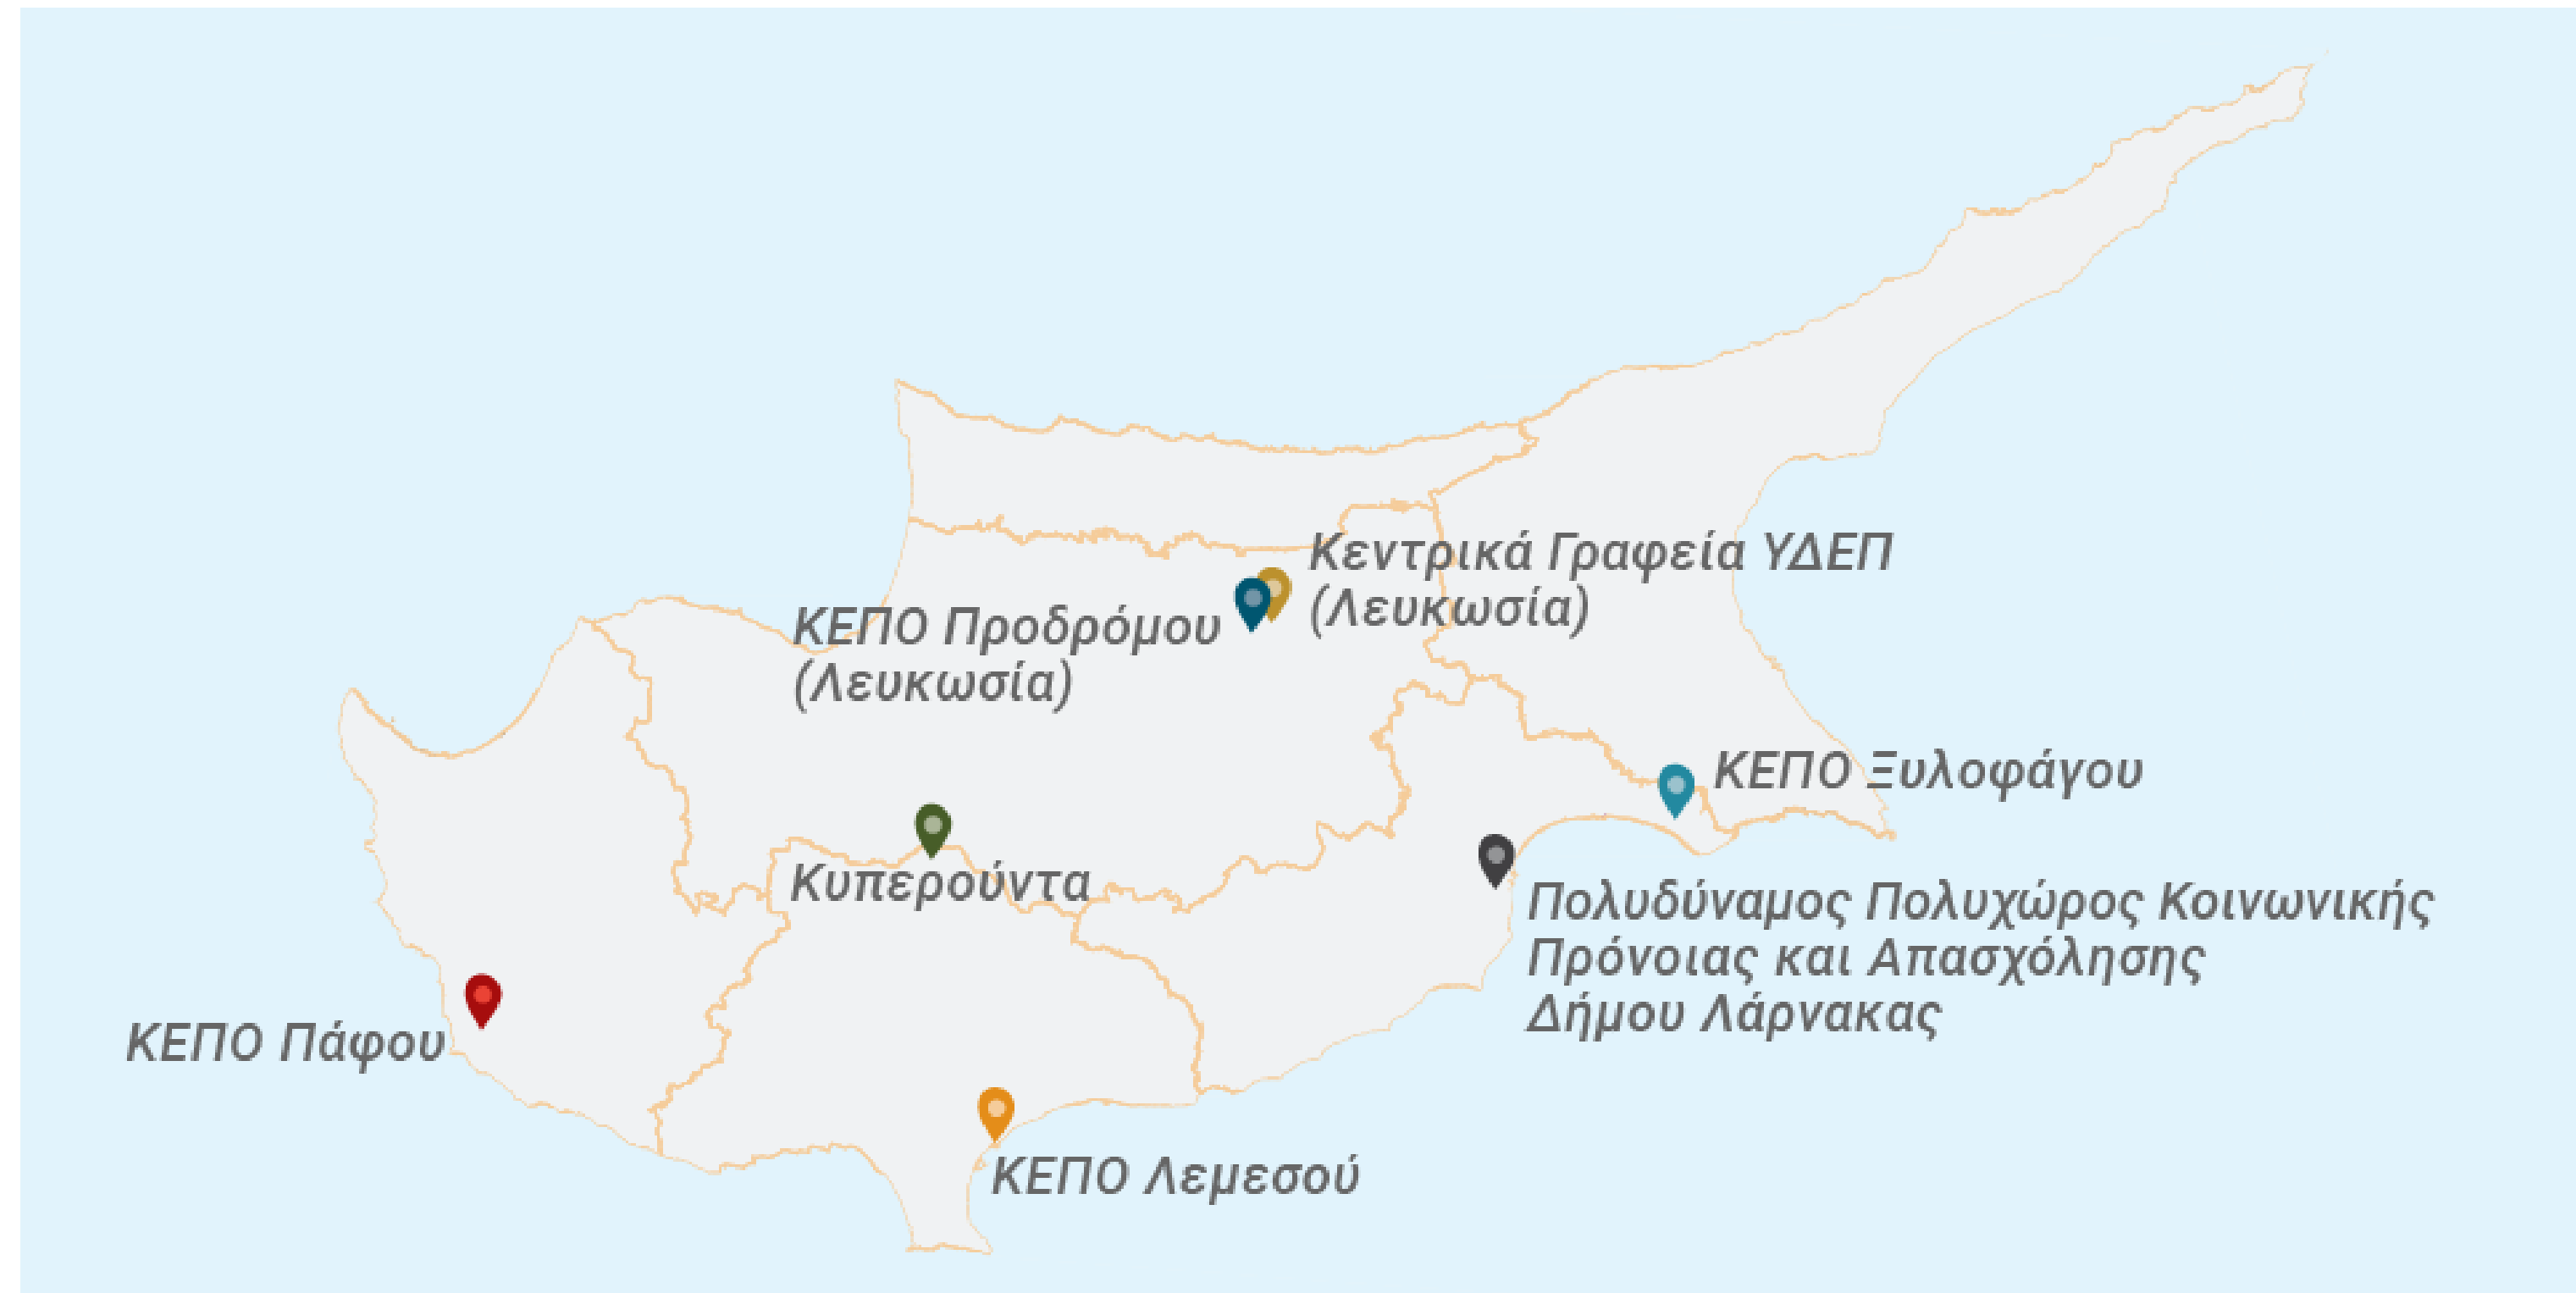 Κεντρικά Γραφεία ΥΔΕΠ
(Λευκωσία)
ΚΕΠΟ Προδρόμου
(Λευκωσία)
ΚΕΠΟ Ξυλοφάγου
Κυπερούντα
Πολυδύναμος Πολυχώρος Κοινωνικής
Πρόνοιας και Απασχόλησης
Δήμου Λάρνακας
ΚΕΠΟ Πάφου
ΚΕΠΟ Λεμεσού